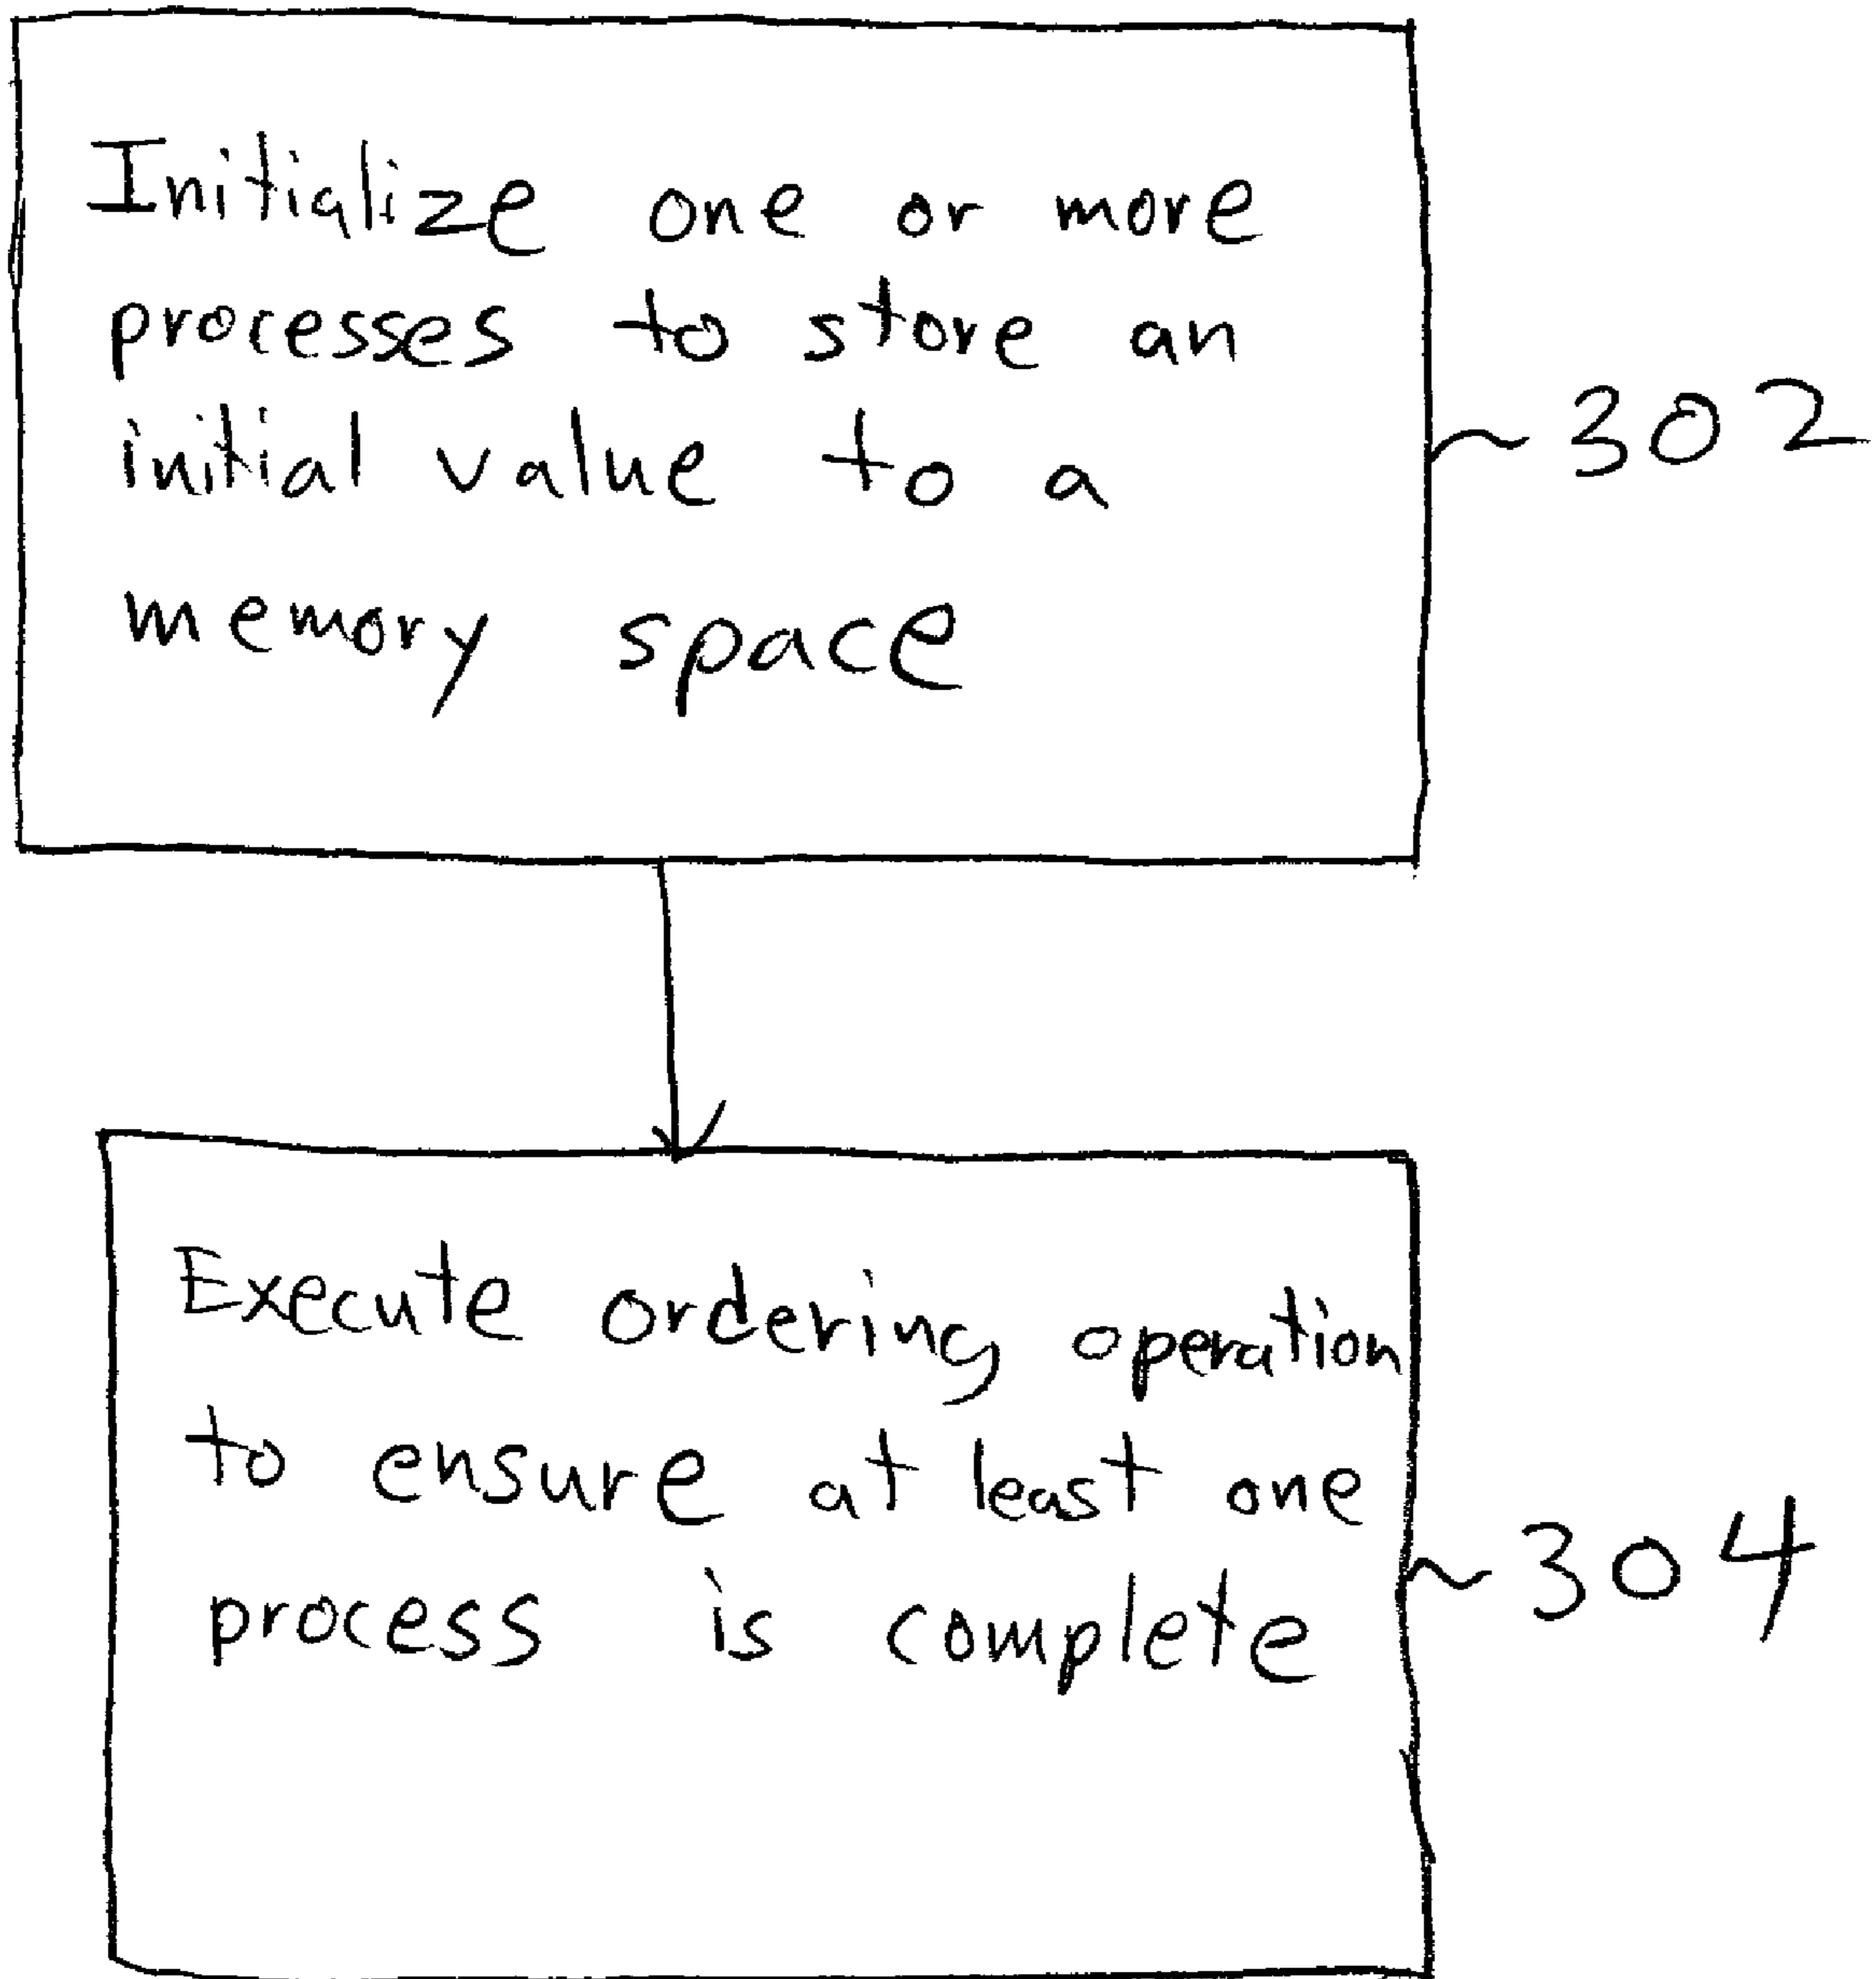 Initialize one or more
processes to store an
initial value to a
memory space
302
Execute ordering operation
to ensure at least one
process is complete
304